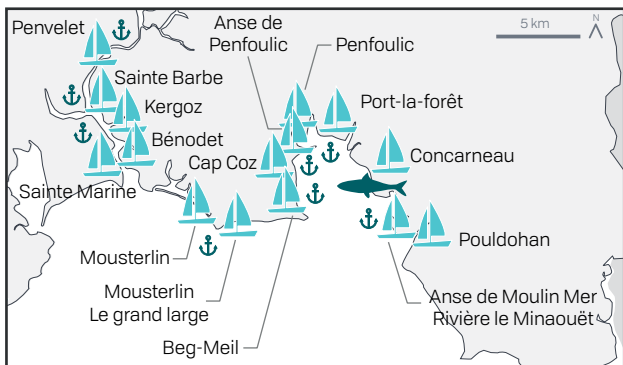 Penvelet
Anse de
Penfoulic
Penfoulic
5 km
N
Sainte Barbe
Kergoz
Port-la-forêt
Bénodet
Cap Coz
Concarneau
Sainte Marine
Mousterlin
Pouldohan
Mousterlin
Le grand large
Anse de Moulin Mer
Rivière le Minaouët
Beg-Meil